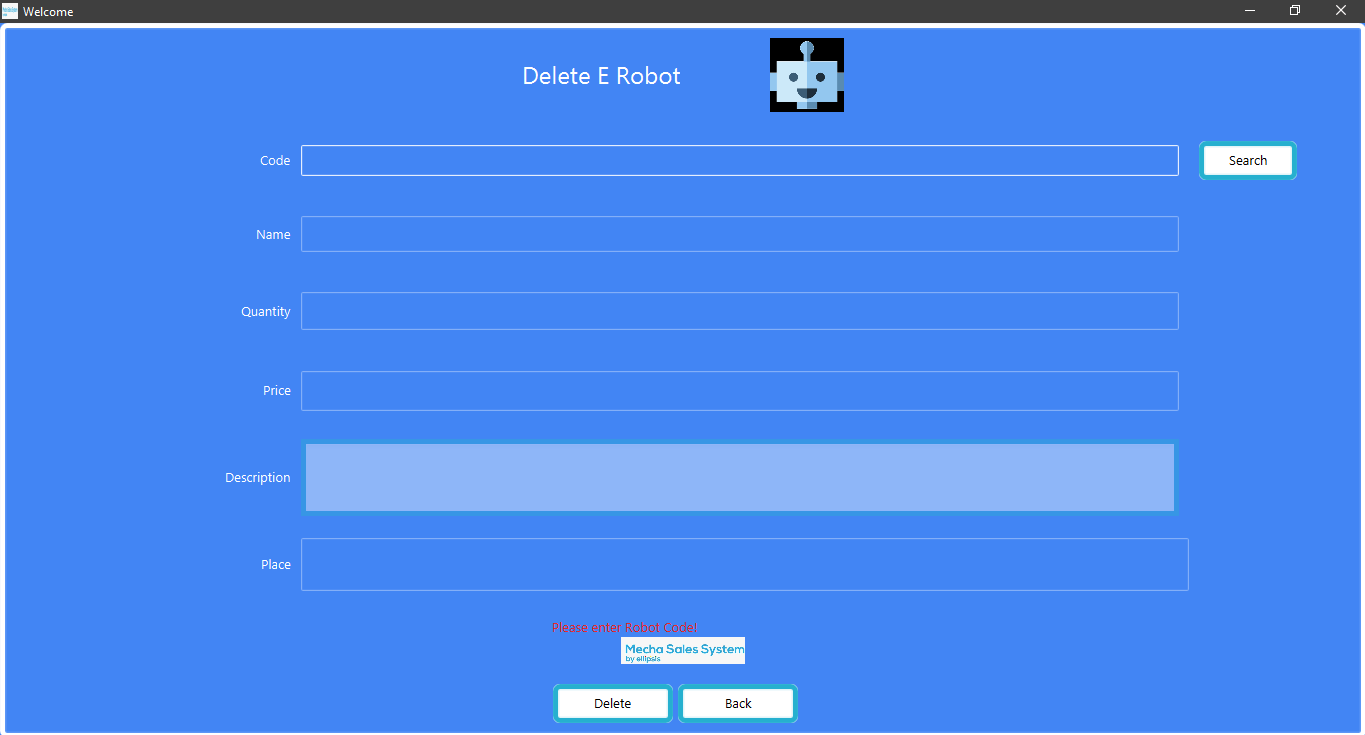 Welcome
Delete E Robot
Code
Search
Name
Quantity
Price
Description
Place
Please enter Robot Code!
Mecha Sales System
by ellipsis
Delete
Back